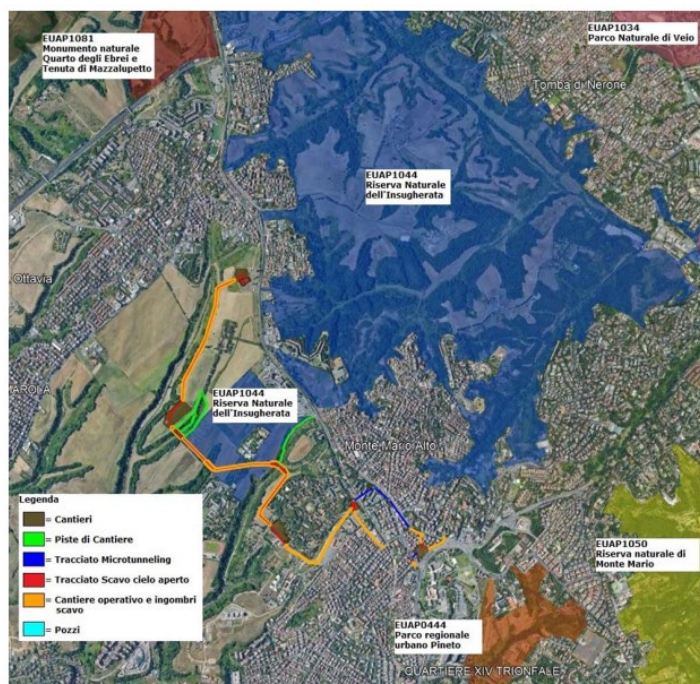 EUAP1081
Monumento naturale
Quarto degli Ebrei e
Tenuta di Mazzalupetto
EUAP1034
Parco Naturale di Veio
Tomba di Nerone
EUAP1044
Riserva Naturale
dell'Insugherata
Ottavia
AROLA
EUAP1044
Riserva Naturale
dell'Insugherata
Monte Mario Alto
Legenda
= Cantieri
= Piste di Cantiere
= Tracciato Microtunneling
= Tracciato Scavo cielo aperto
= Cantiere operativo e ingombri
scavo
= Pozzi
EUAP1050
Riserva naturale di
Monte Mario
EUAP0444
Parco regionale
urbano Pineto
QUARTIERE XIV TRIONFALE